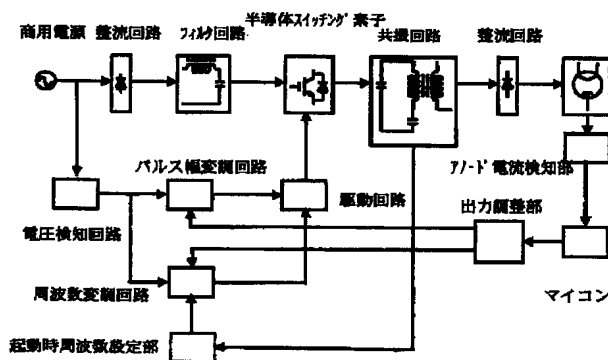 半導体スイッチング素子
商用電源 整流回路 フィルタ回路 共振回路 整流回路
パルス幅変調回路 駆動回路 アノード電流検知部
出力調整部
電圧検知回路
周波数変調回路 マイコン
起動時周波数設定部